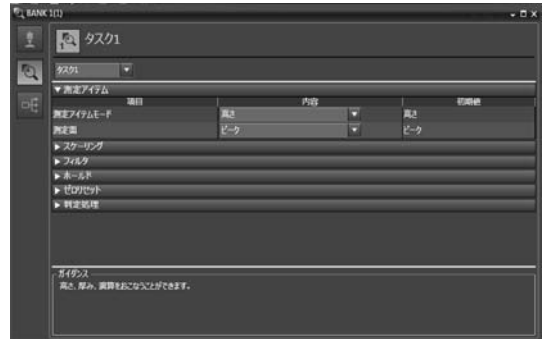 BANK 1(1)
1 タスク1
タスク1
▼ 測定アイテム
項目 内容 初期値
測定アイテムモード 高さ 高さ
測定面 ピーク ピーク
▶ スケーリング
▶ フィルタ
▶ ホールド
▶ ゼロリセット
▶ 判定処理
ガイダンス
高さ、厚み、演算をおこなうことができます。